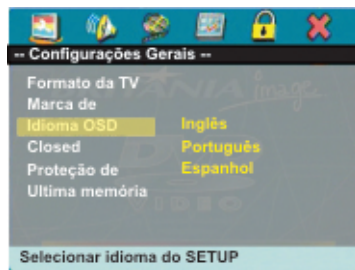 -- Configurações Gerais --
Formato da TV
Marca de
Idioma OSD
Inglês
Closed
Português
Proteção de
Espanhol
Ultima memória
VIDEO
Selecionar idioma do SETUP